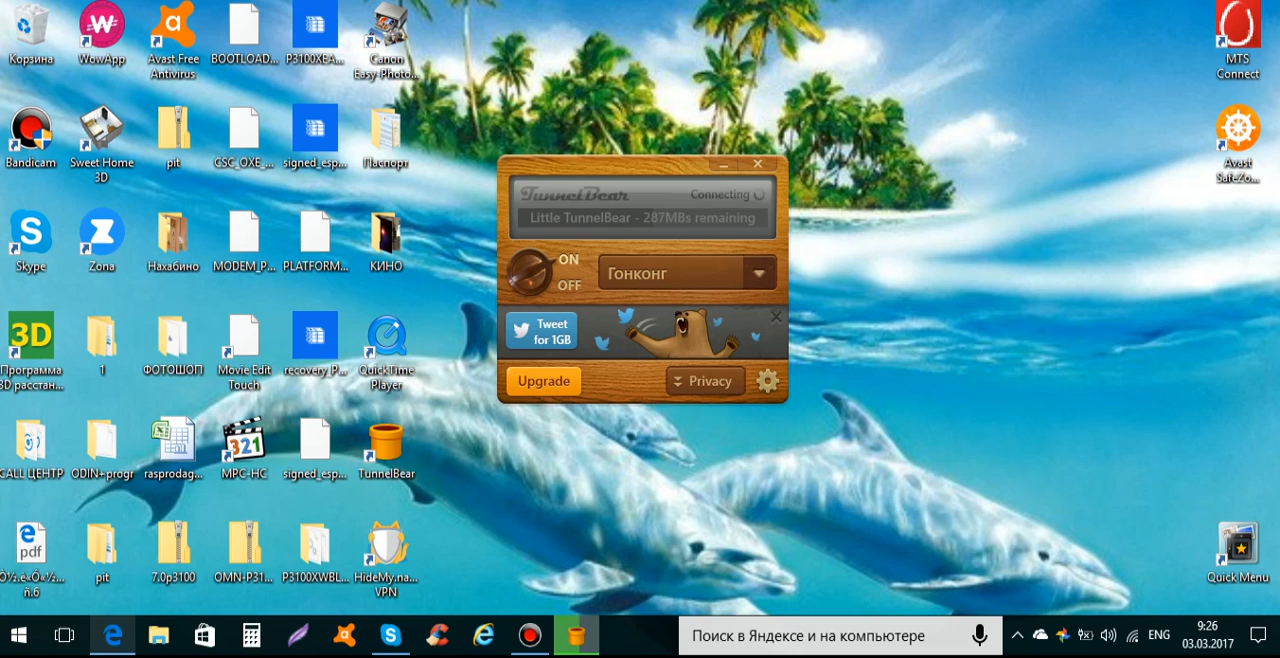 Корзина
WowApp
Avast Free
Antivirus
BOOTLOAD...
P3100XEA...
Canon
Easy-Photo...
MTS
Connect
Bandicam
Sweet Home
3D
pit
CSC_OXE_...
signed_esp...
Паспорт
Avast
SafeZo...
TunnelBear
Connecting
Little TunnelBear - 287MBs remaining
ON
OFF
Гонконг
Tweet
for 1GB
Upgrade
Privacy
Skype
Zona
Нахабино
MODEM_P...
PLATFORM...
КИНО
3D
Программа
3D расстан...
1
ФОТОШОП
Movie Edit
Touch
recovery_P...
QuickTime
Player
CALL ЦЕНТР
ODIN+progr
rasprodag...
321
MPC-HC
signed_esp...
TunnelBear
pdf
pit
7.0p3100
OMN-P31...
P3100XWBL...
HideMy.na...
VPN
Quick Menu
Поиск в Яндексе и на компьютере
ENG
9:26
03.03.2017